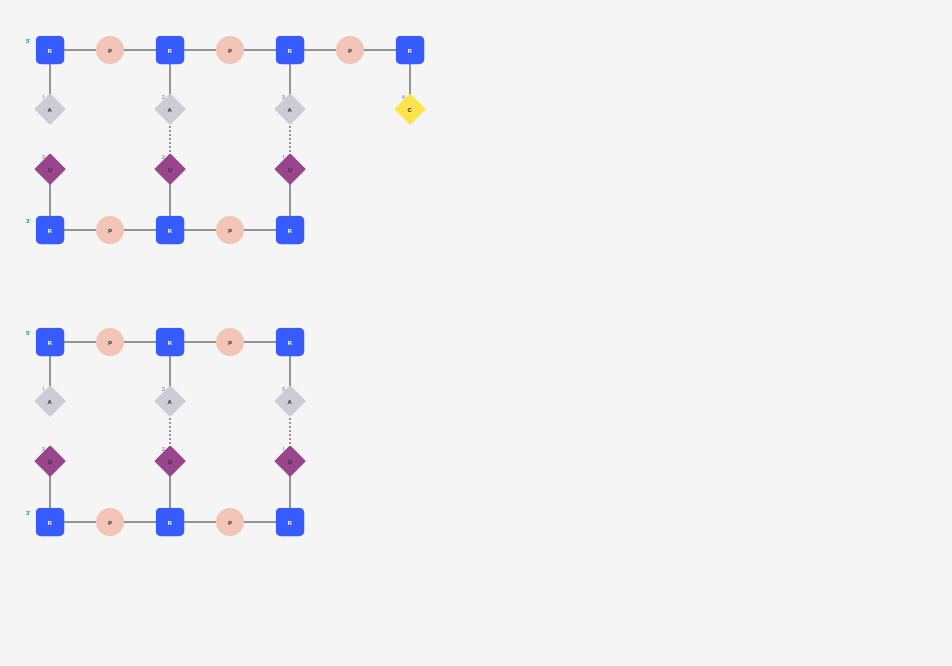 5' R P R P R P R
1 A 2 A 3 A 4 C
3 U 2 U 1 U
3' R P R P R
5' R P R P R
1 A 2 A 3 A
3 U 2 U 1 U
3' R P R P R